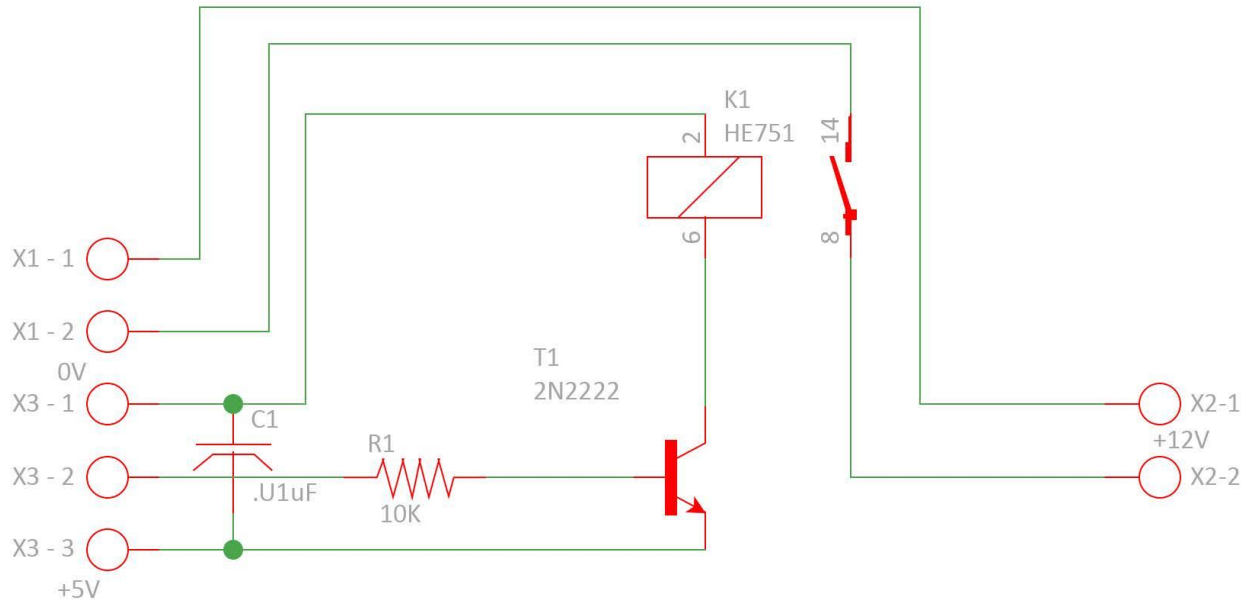 K1
HE751
2
14
6
8
X1 - 1
X1 - 2
0V
X3 - 1
C1
X3 - 2
.U1uF
R1
10K
T1
2N2222
X3 - 3
+5V
X2-1
+12V
X2-2